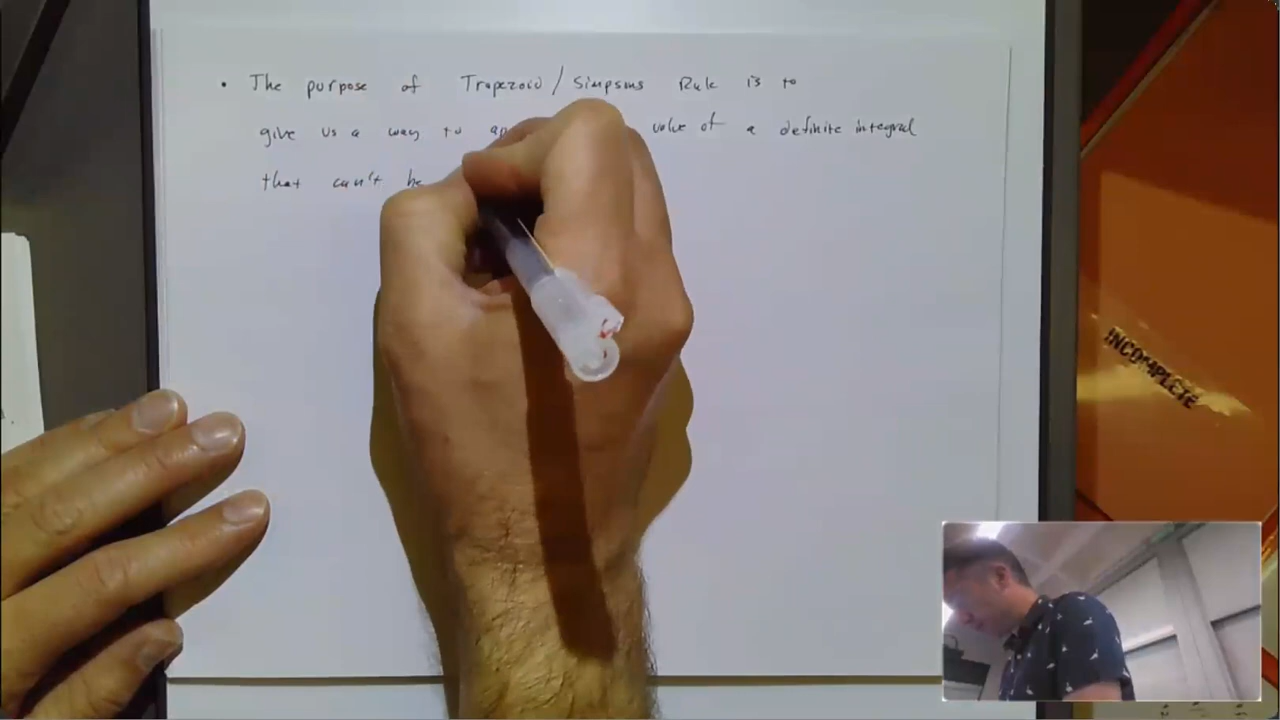 • The purpose of Trapezoid / Simpsons Rule is to
give us a way to value of a definite integral
that can't be
INCOMPLETE